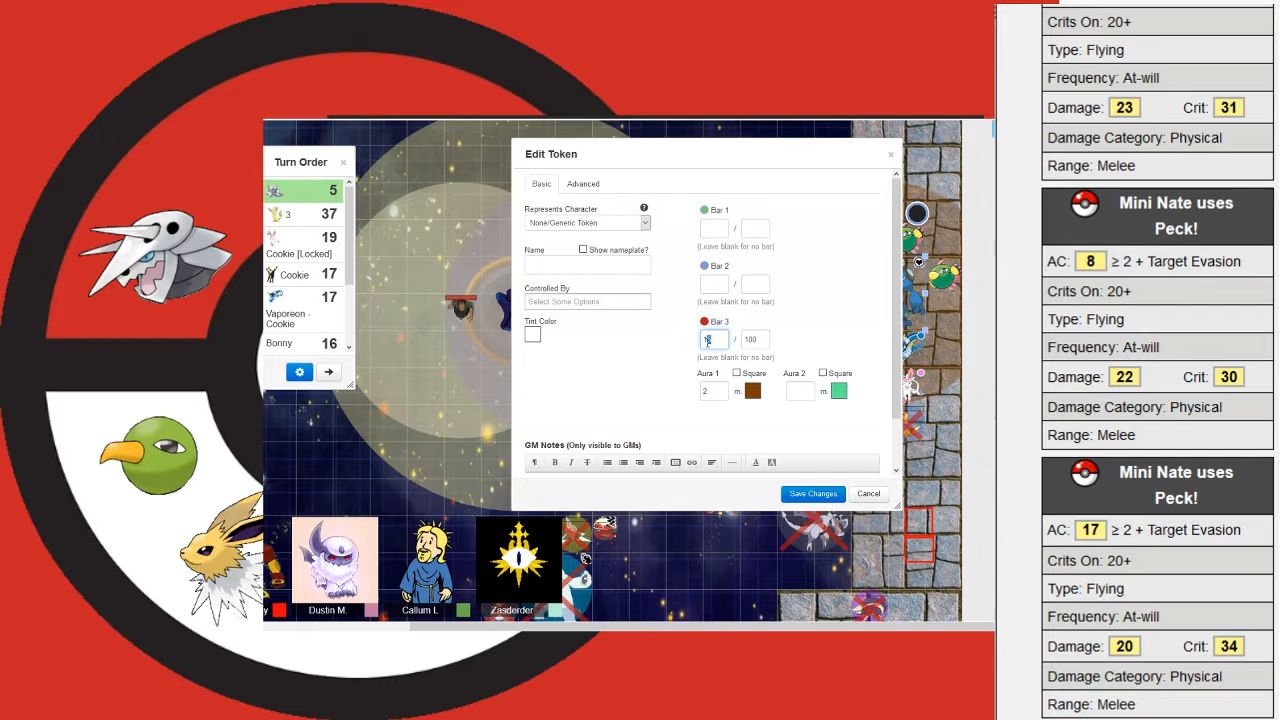 Turn Order
5
3 37
19
Cookie [Locked]
Cookie 17
17
Vaporeon -
Cookie
Bonny 16
Edit Token
Basic Advanced
Represents Character
None/Generic Token
Name Show nameplate?
Controlled By
Select Some Options
Tint Color
Bar 1
/
(Leave blank for no bar)
Bar 2
/
(Leave blank for no bar)
Bar 3
/ 100
(Leave blank for no bar)
Aura 1 Square Aura 2 Square
2 m. m.
GM Notes (Only visible to GMs)
Save Changes Cancel
y Dustin M. Callum L Zasderder
Crits On: 20+
Type: Flying
Frequency: At-will
Damage: 23 Crit: 31
Damage Category: Physical
Range: Melee
Mini Nate uses
Peck!
AC: 8 ≥ 2 + Target Evasion
Crits On: 20+
Type: Flying
Frequency: At-will
Damage: 22 Crit: 30
Damage Category: Physical
Range: Melee
Mini Nate uses
Peck!
AC: 17 ≥ 2 + Target Evasion
Crits On: 20+
Type: Flying
Frequency: At-will
Damage: 20 Crit: 34
Damage Category: Physical
Range: Melee